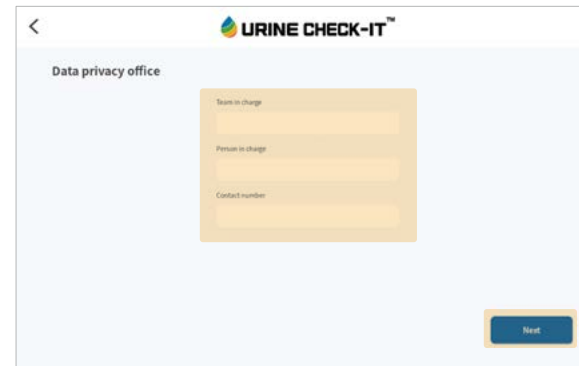 URINE CHECK-IT™
Data privacy office
Team in charge
Person in charge
Contact number
Next